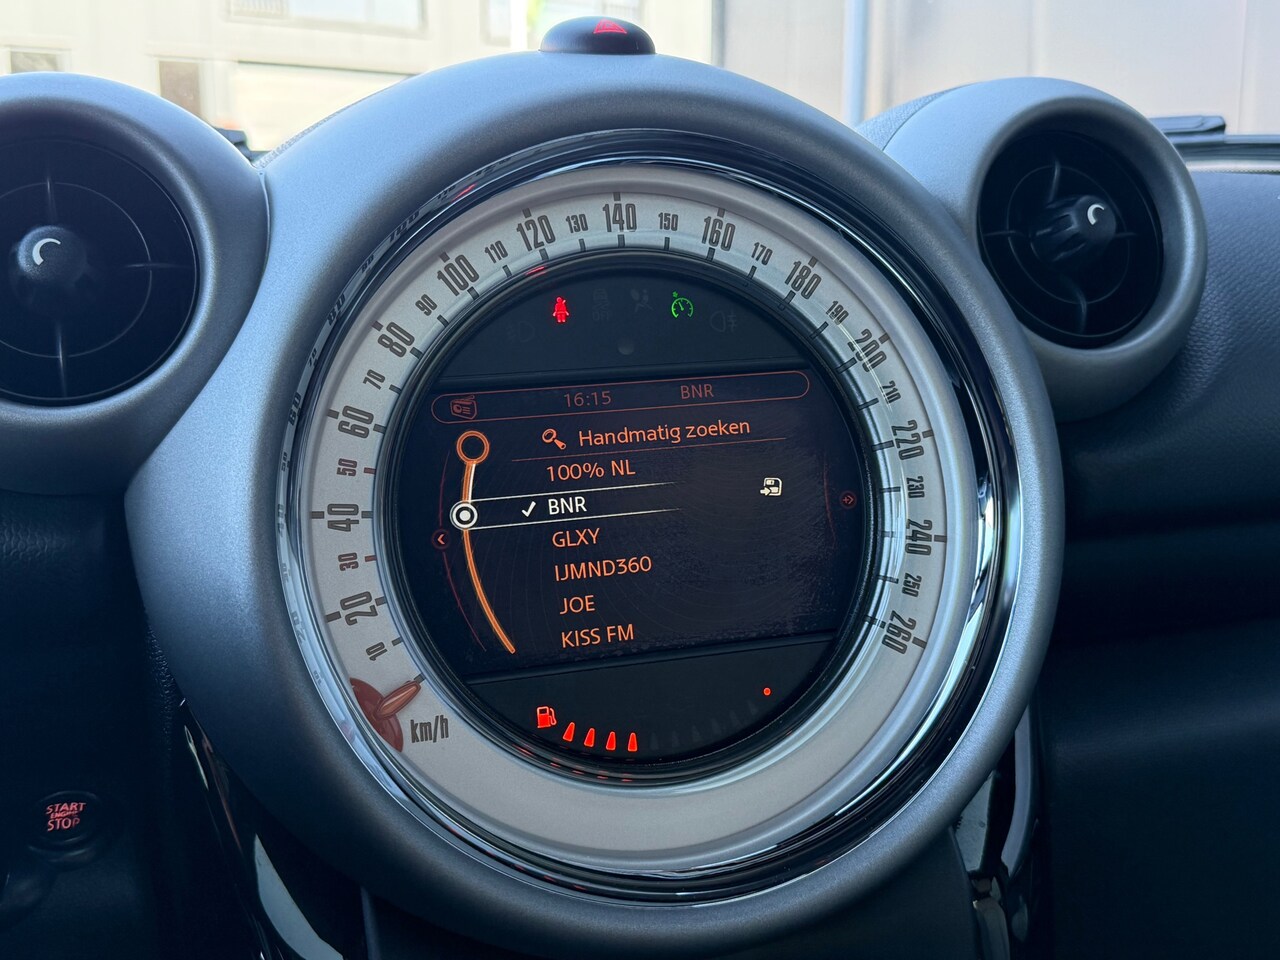 10
20
30
40
50
60
70
80
90
100
110
120
130
140
150
160
170
180
190
200
210
220
230
240
250
260
km/h
16:15 BNR
Handmatig zoeken
100% NL
BNR
GLXY
IJMND360
JOE
KISS FM
START
ENGINE
STOP